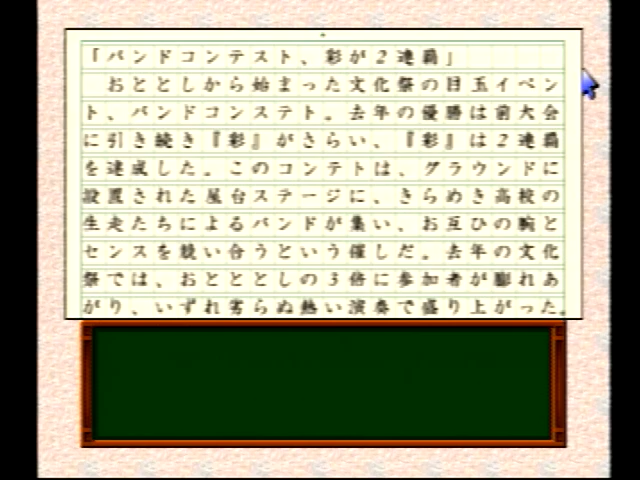 「バンドコンテスト、彩が２連覇」
　おととしから始まった文化祭の目玉イベン
ト、バンドコンステト。去年の優勝は前大会
に引き続き『彩』がさらい、『彩』は２連覇
を達成した。このコンテトは、グラウンドに
設置された屋台ステージに、きらめき高校の
生走たちによるバンドが集い、お互ひの腕と
センスを競い合うという催しだ。去年の文化
祭では、おとととしの３倍に参加者が膨れあ
がり、いずれ劣らぬ熱い演奏で盛り上がった。